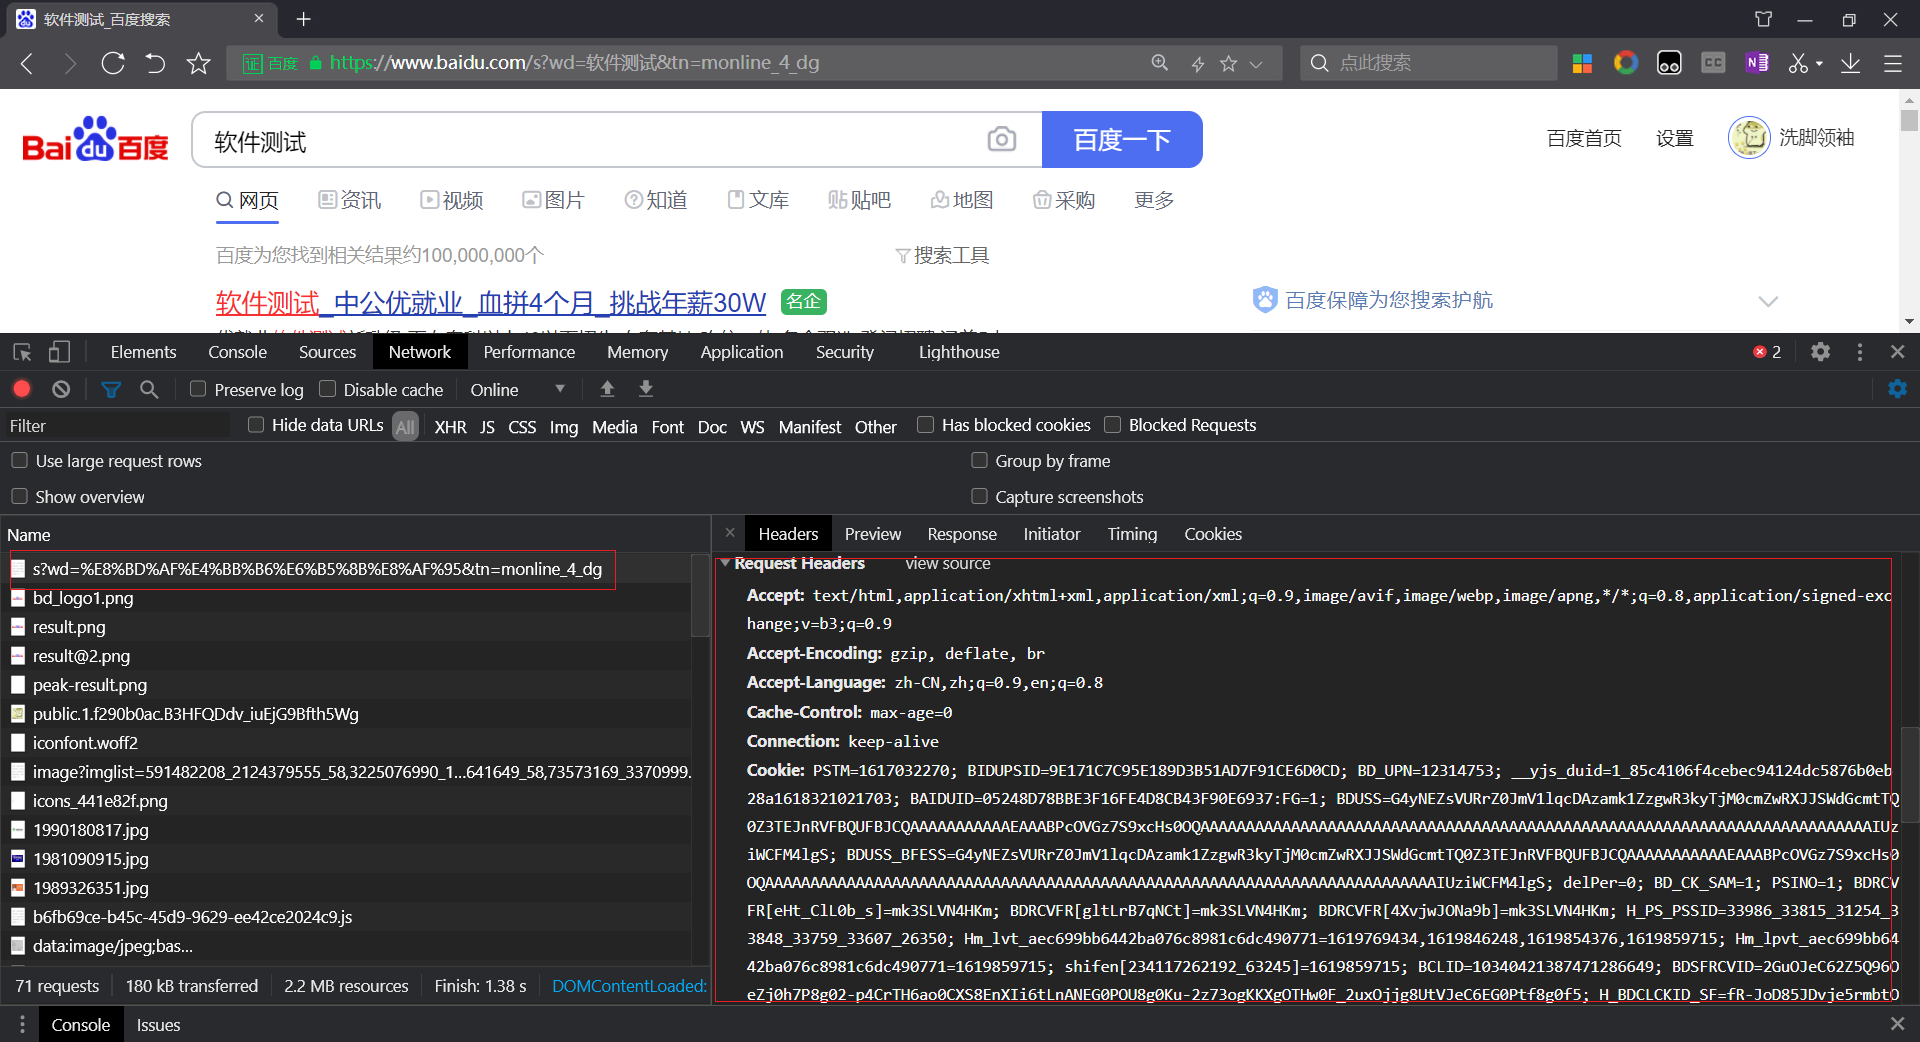 软件测试_百度搜索
证 百度 https://www.baidu.com/s?wd=软件测试&tn=monline_4_dg
点此搜索
Bai du 百度
软件测试
百度一下
百度首页 设置 洗脚领袖
网页 资讯 视频 图片 知道 文库 贴吧 地图 采购 更多
百度为您找到相关结果约100,000,000个
搜索工具
软件测试_中公优就业_血拼4个月_挑战年薪30W 名企
百度保障为您搜索护航
Elements Console Sources Network Performance Memory Application Security Lighthouse 2
Preserve log Disable cache Online
Filter Hide data URLs All XHR JS CSS Img Media Font Doc WS Manifest Other Has blocked cookies Blocked Requests
Use large request rows Group by frame
Show overview Capture screenshots
Name
s?wd=%E8%BD%AF%E4%BB%B6%E6%B5%8B%E8%AF%95&tn=monline_4_dg
bd_logo1.png
result.png
result@2.png
peak-result.png
public.1.f290b0ac.B3HFQDdv_iuEjG9Bfth5Wg
iconfont.woff2
image?imglist=591482208_2124379555_58,3225076990_1...641649_58,73573169_3370999.
icons_441e82f.png
1990180817.jpg
1981090915.jpg
1989326351.jpg
b6fb69ce-b45c-45d9-9629-ee42ce2024c9.js
data:image/jpeg;bas...
71 requests 180 kB transferred 2.2 MB resources Finish: 1.38 s DOMContentLoaded:
Headers Preview Response Initiator Timing Cookies
Request Headers view source
Accept: text/html,application/xhtml+xml,application/xml;q=0.9,image/avif,image/webp,image/apng,*/*;q=0.8,application/signed-exc
hange;v=b3;q=0.9
Accept-Encoding: gzip, deflate, br
Accept-Language: zh-CN,zh;q=0.9,en;q=0.8
Cache-Control: max-age=0
Connection: keep-alive
Cookie: PSTM=1617032270; BIDUPSID=9E171C7C95E189D3B51AD7F91CE6D0CD; BD_UPN=12314753; __yjs_duid=1_85c4106f4cebec94124dc5876b0eb
28a1618321021703; BAIDUID=05248D78BBE3F16FE4D8CB43F90E6937:FG=1; BDUSS=G4yNEZsVURrZ0JmV1lqcDAzamk1ZzgwR3kyTjM0cmZwRXJJSWdGcmtTQ
iWCFM4lgS; BDUSS_BFESS=G4yNEZsVURrZ0JmV1lqcDAzamk1ZzgwR3kyTjM0cmZwRXJJSWdGcmtTQ0Z3TEJnRVFBQUFBJCQAAAAAAAAAAAEAAABPcOVGz7S9xcHs0
delPer=0; BD_CK_SAM=1; PSINO=1; BDRCV
FR[eHt_ClL0b_s]=mk3SLVN4HKm; BDRCVFR[gltLrB7qNCt]=mk3SLVN4HKm; BDRCVFR[4XvjwJONa9b]=mk3SLVN4HKm; H_PS_PSSID=33986_33815_31254_3
3848_33759_33607_26350; Hm_lvt_aec699bb6442ba076c8981c6dc490771=1619769434,1619846248,1619854376,1619859715; Hm_lpvt_aec699bb64
42ba076c8981c6dc490771=1619859715; shifen[234117262192_63245]=1619859715; BCLID=10340421387471286649; BDSFRCVID=2GuOJeC62Z5Q96O
eZj0h7P8g02-p4CrTH6ao0CXS8EnXIi6tLnANEG0POU8g0Ku-2z73ogKKXgOTHw0F_2uxOjjg8UtVJeC6EG0Ptf8g0f5; H_BDCLCKID_SF=fR-JoD85JDvje5rmbtO
Console Issues